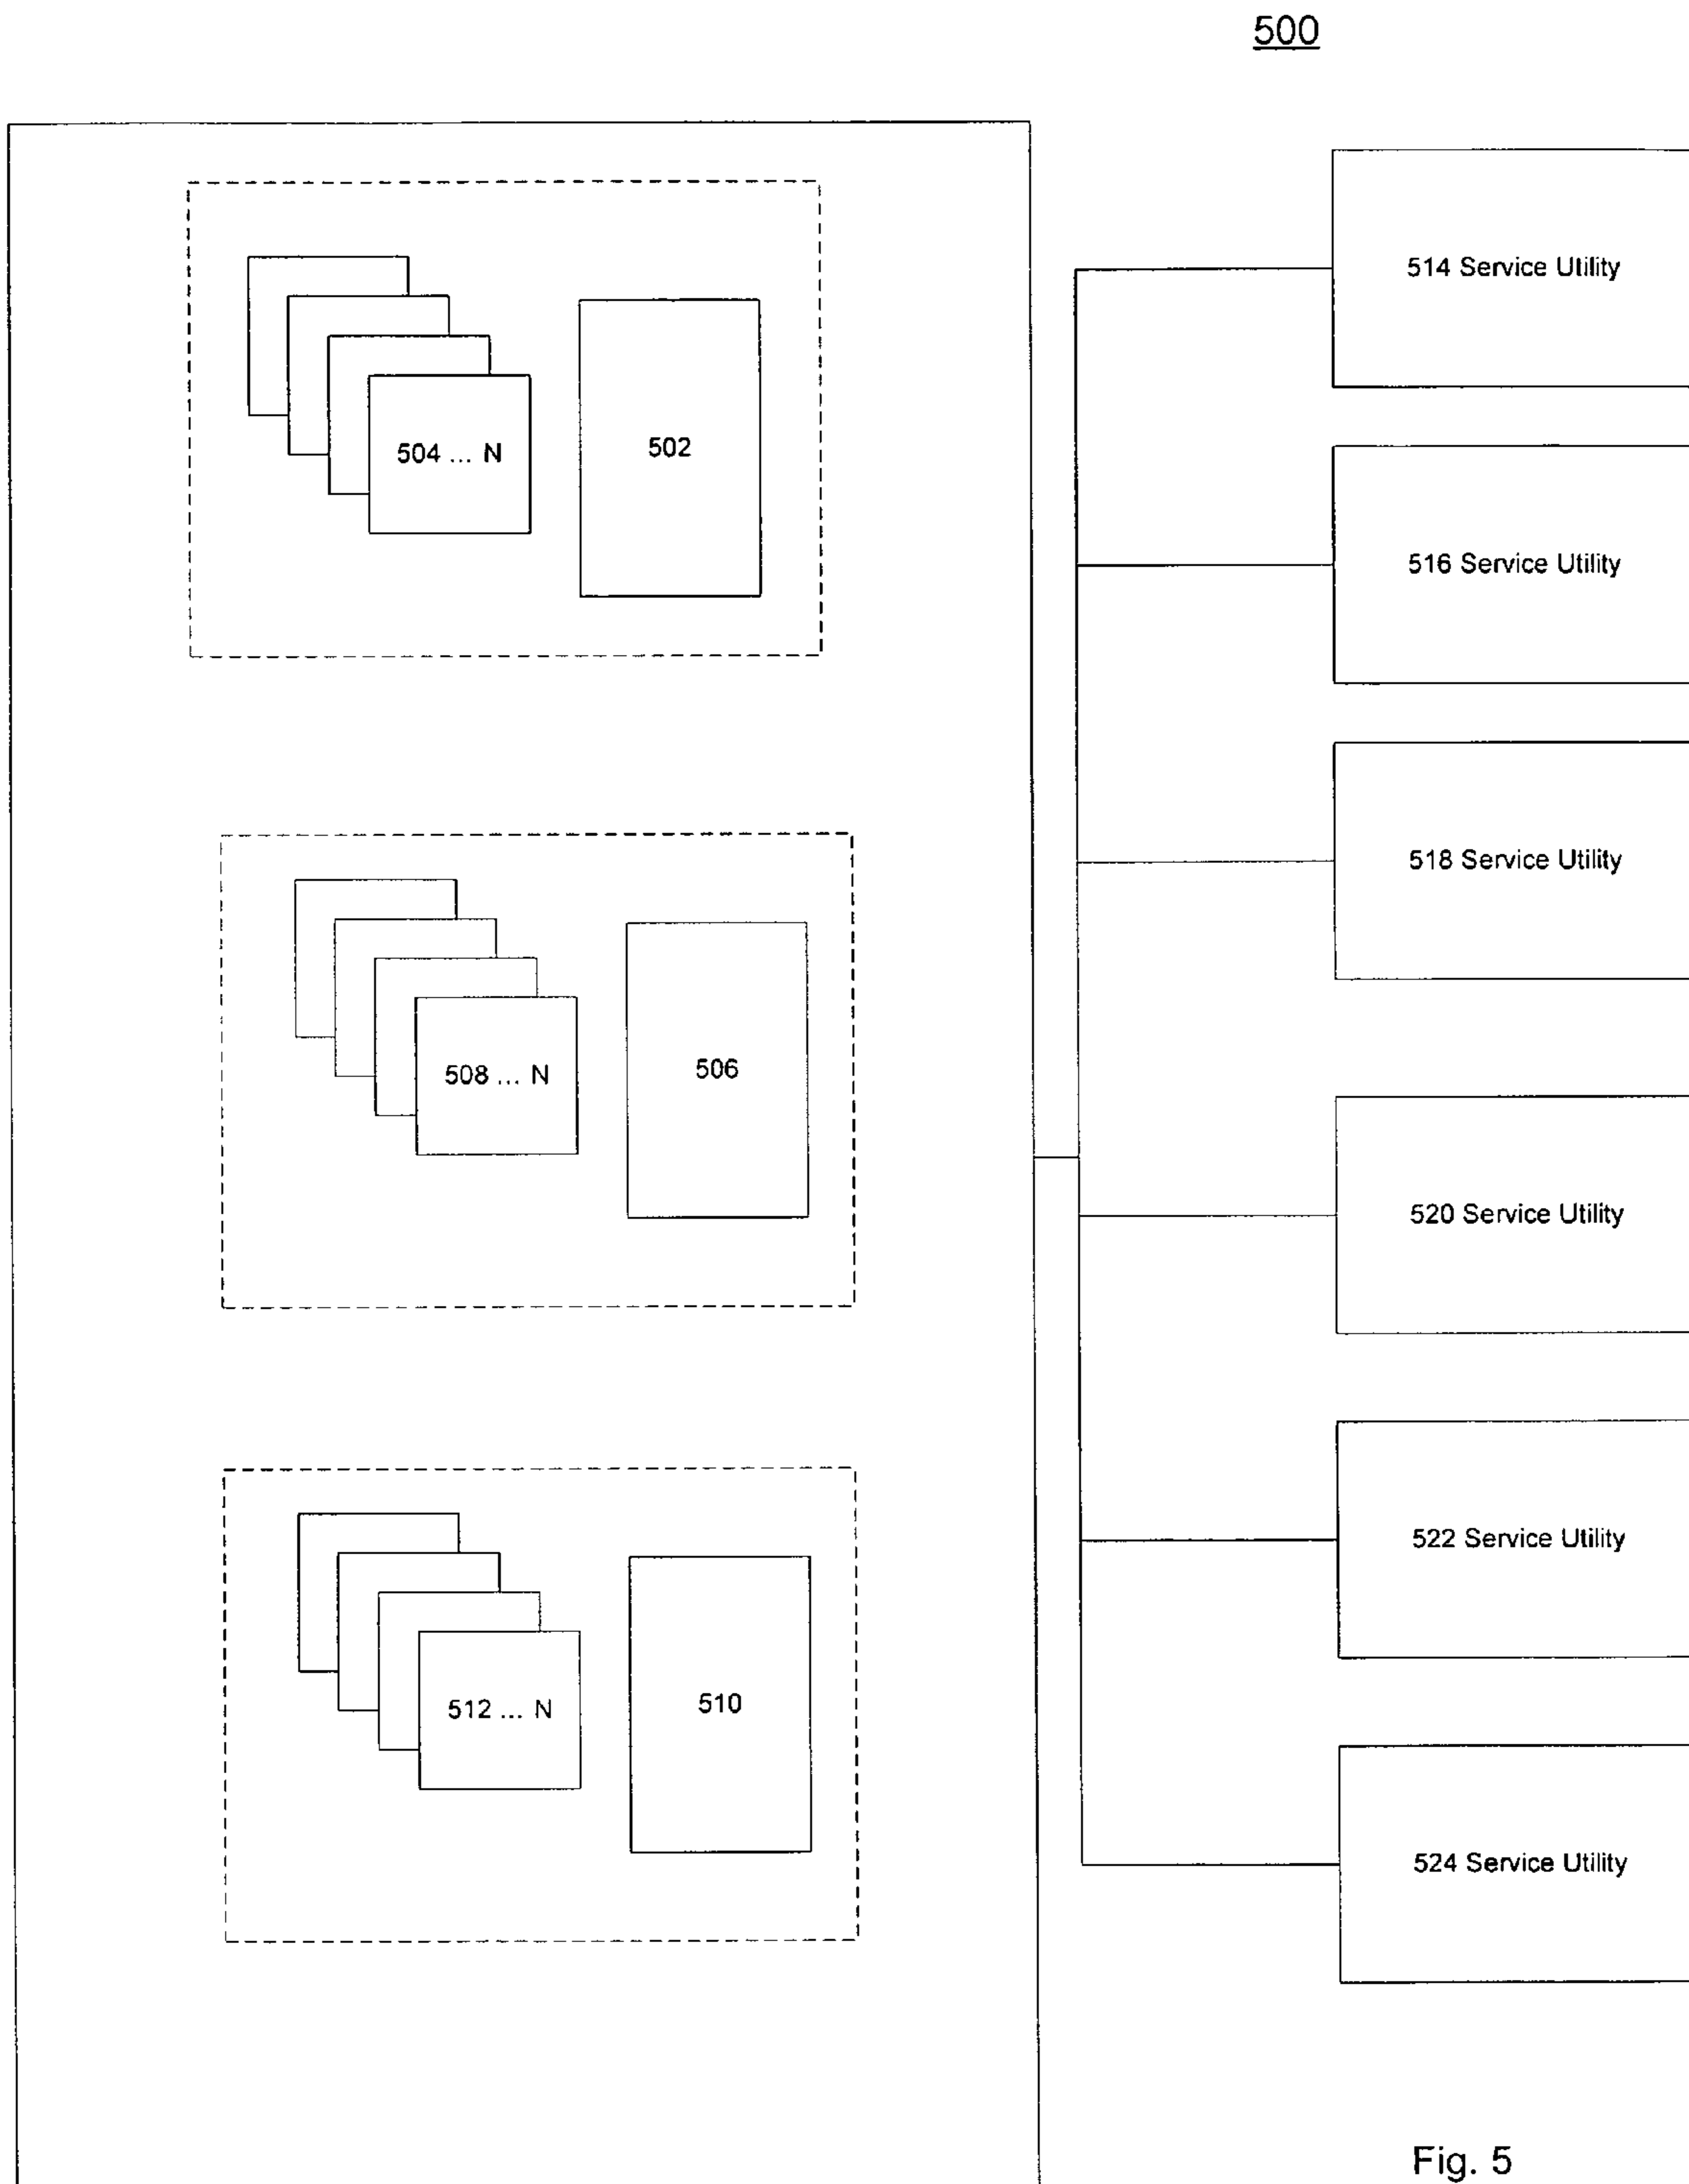 500
504 ... N
502
508 ... N
506
512 ... N
510
514 Service Utility
516 Service Utility
518 Service Utility
520 Service Utility
522 Service Utility
524 Service Utility
Fig. 5